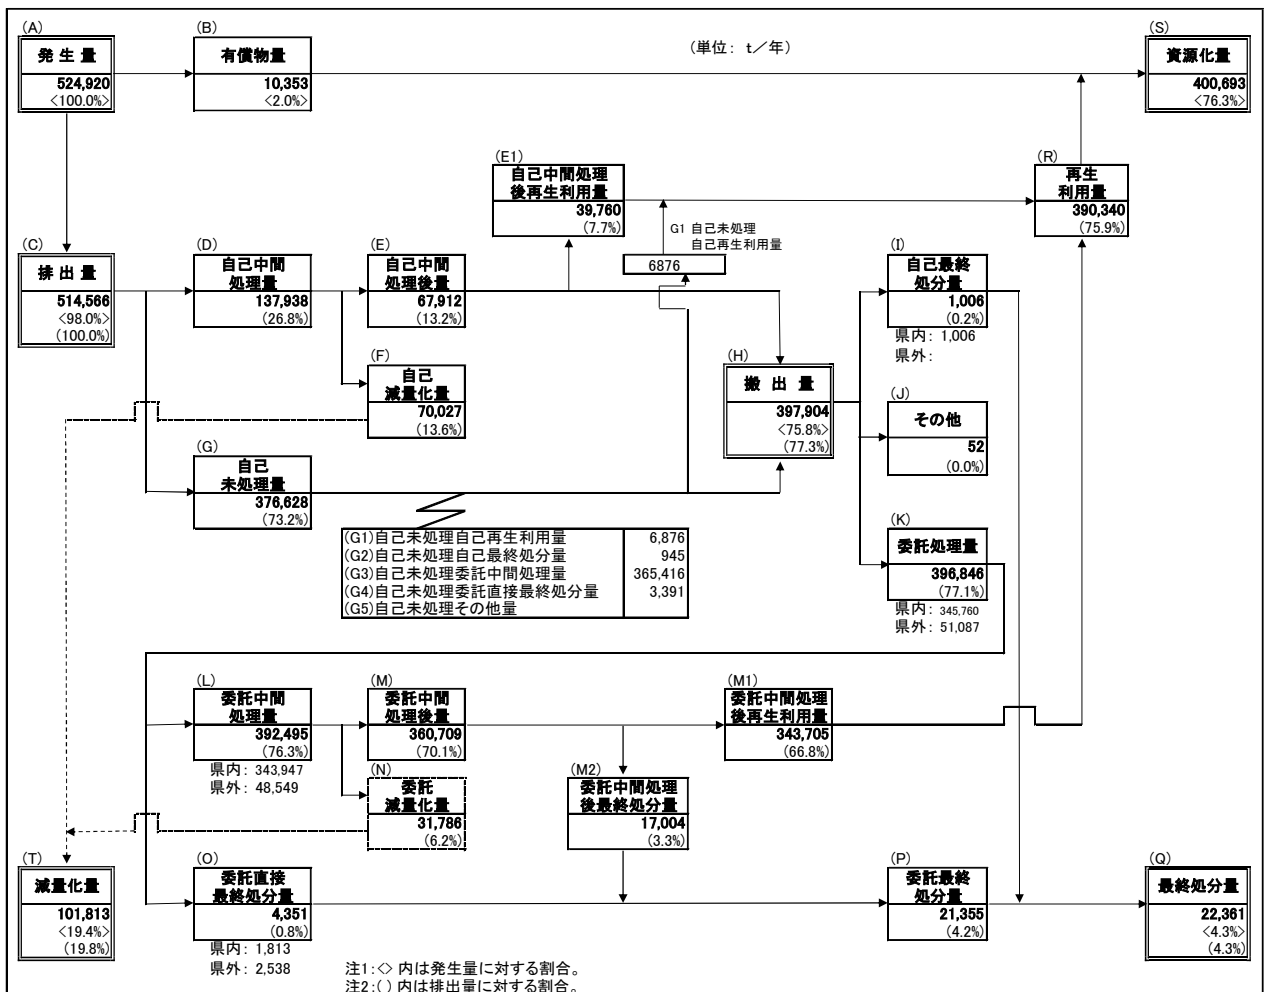 (A)
発 生 量
524,920
<100.0%>
(B)
有償物量
10,353
<2.0%>
(単位: t/年)
(S)
資源化量
400,693
<76.3%>
(E1)
自己中間処理
後再生利用量
39,760
(7.7%)
G1 自己未処理
自己再生利用量
6876
(R)
再生
利用量
390,340
(75.9%)
(C)
排 出 量
514,566
<98.0%>
(100.0%)
(D)
自己中間
処理量
137,938
(26.8%)
(E)
自己中間
処理後量
67,912
(13.2%)
(I)
自己最終
処分量
1,006
(0.2%)
県内: 1,006
県外:
(F)
自己
減量化量
70,027
(13.6%)
(H)
搬 出 量
397,904
<75.8%>
(77.3%)
(J)
その他
52
(0.0%)
(G)
自己
未処理量
376,628
(73.2%)
(G1)自己未処理自己再生利用量 6,876
(G2)自己未処理自己最終処分量 945
(G3)自己未処理委託中間処理量 365,416
(G4)自己未処理委託直接最終処分量 3,391
(G5)自己未処理その他量
(K)
委託処理量
396,846
(77.1%)
県内: 345,760
県外: 51,087
(L)
委託中間
処理量
392,495
(76.3%)
県内: 343,947
県外: 48,549
(M)
委託中間
処理後量
360,709
(70.1%)
(M1)
委託中間処理
後再生利用量
343,705
(66.8%)
(N)
委託
減量化量
31,786
(6.2%)
(M2)
委託中間処理
後最終処分量
17,004
(3.3%)
(T)
減量化量
101,813
<19.4%>
(19.8%)
(O)
委託直接
最終処分量
4,351
(0.8%)
県内: 1,813
県外: 2,538
(P)
委託最終
処分量
21,355
(4.2%)
(Q)
最終処分量
22,361
<4.3%>
(4.3%)
注1:<> 内は発生量に対する割合。
注2:( ) 内は排出量に対する割合。